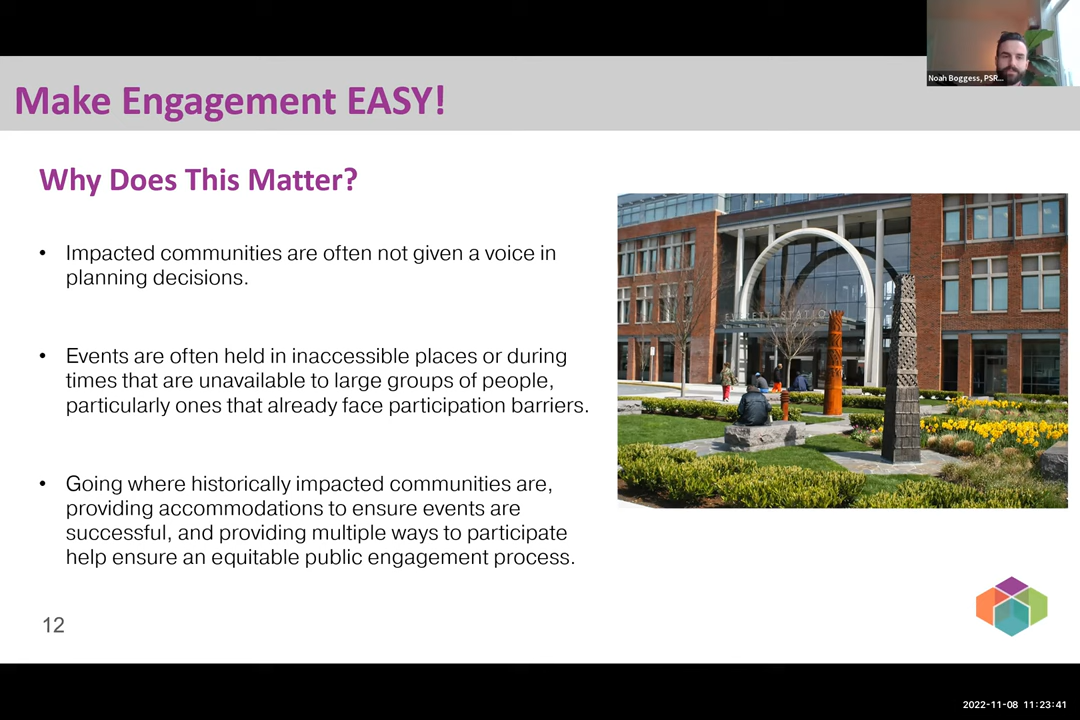 Noah Boggess, PSR...
Make Engagement EASY!
Why Does This Matter?
• Impacted communities are often not given a voice in
planning decisions.
• Events are often held in inaccessible places or during
times that are unavailable to large groups of people,
particularly ones that already face participation barriers.
• Going where historically impacted communities are,
providing accommodations to ensure events are
successful, and providing multiple ways to participate
help ensure an equitable public engagement process.
EVERETT STATION
12
2022-11-08 11:23:41